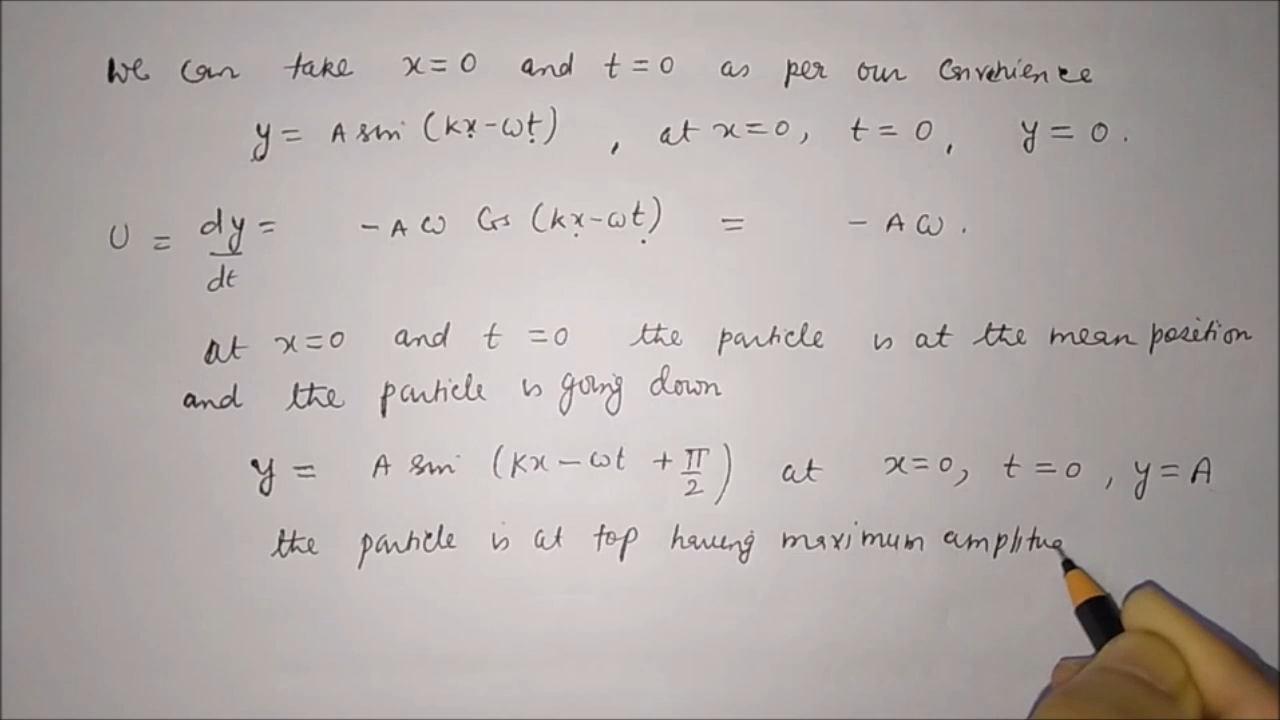 We can take x=0 and t=0 as per our convenience
y= A sin (kx-ωt) , at x=0, t=0, y=0.
U = dy/dt = -Aω Cos (kx-ωt) = -Aω.
at x=0 and t=0 the particle is at the mean position
and the particle is going down
y= A sin (kx-ωt+π/2) at x=0, t=0, y=A
the particle is at top having maximum amplitu